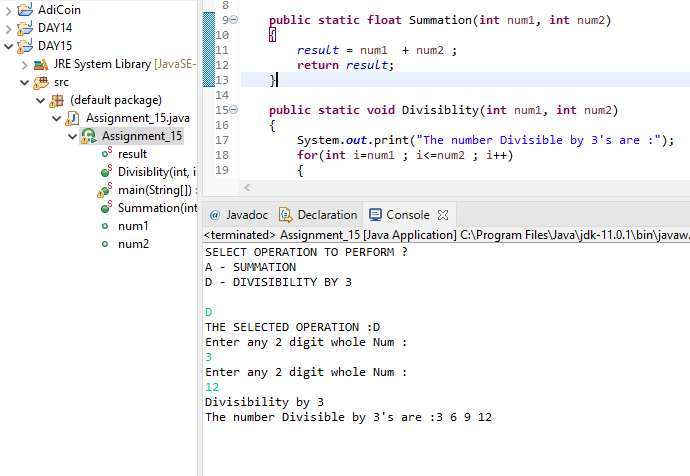 AdiCoin
DAY14
DAY15
JRE System Library [JavaSE-
src
(default package)
Assignment_15.java
Assignment_15
result
Divisiblity(int, i
main(String[]) :
Summation(int
num1
num2
8
9 public static float Summation(int num1, int num2)
10 {
11 result = num1  + num2 ;
12 return result;
13 }
14
15 public static void Divisiblity(int num1, int num2)
16 {
17 System.out.print("The number Divisible by 3's are :");
18 for(int i=num1 ; i<=num2 ; i++)
19 {
@ Javadoc Declaration Console
<terminated> Assignment_15 [Java Application] C:\Program Files\Java\jdk-11.0.1\bin\javaw.
SELECT OPERATION TO PERFORM ?
A - SUMMATION
D - DIVISIBILITY BY 3
D
THE SELECTED OPERATION :D
Enter any 2 digit whole Num :
3
Enter any 2 digit whole Num :
12
Divisibility by 3
The number Divisible by 3's are :3 6 9 12